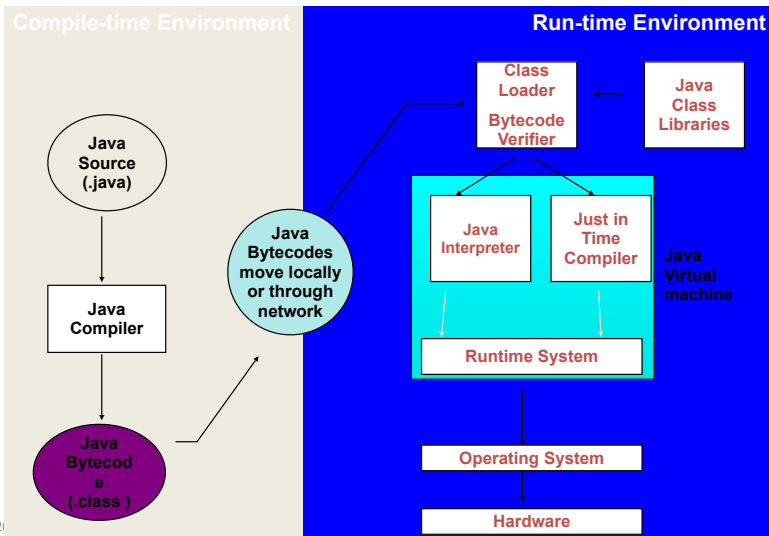 Compile-time Environment
Run-time Environment
Java
Source
(.java)
Java
Compiler
Java
Bytecod
e
(.class )
Java
Bytecodes
move locally
or through
network
Class
Loader
Bytecode
Verifier
Java
Class
Libraries
Java
Interpreter
Just in
Time
Compiler
Java
Virtual
machine
Runtime System
Operating System
Hardware